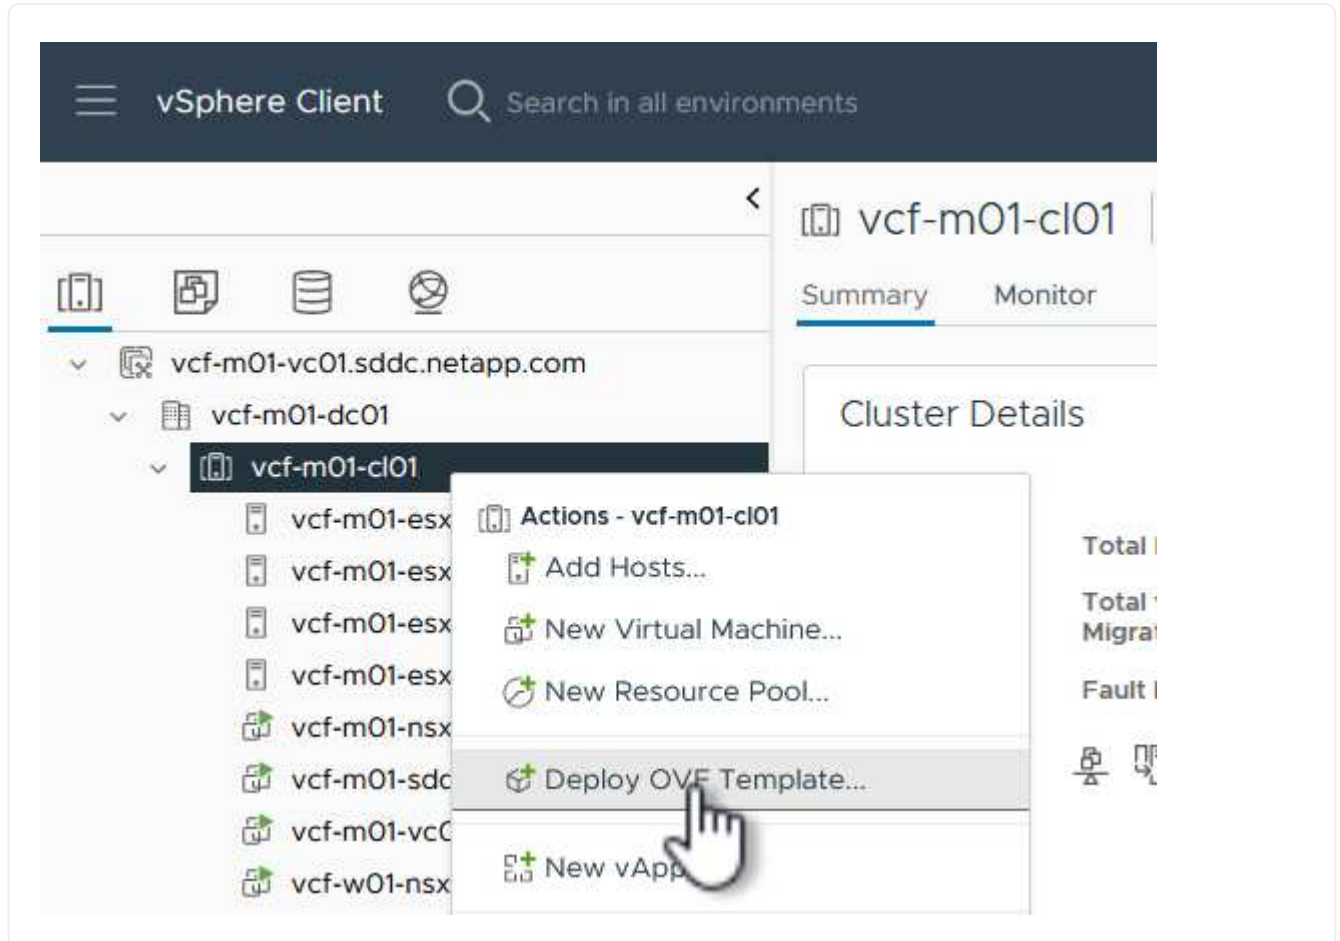 vSphere Client
Search in all environments
vcf-m01-cl01
Summary
Monitor
vcf-m01-vc01.sddc.netapp.com
vcf-m01-dc01
vcf-m01-cl01
vcf-m01-esx
vcf-m01-esx
vcf-m01-esx
vcf-m01-esx
vcf-m01-nsx
vcf-m01-sdd
vcf-m01-vc0
vcf-w01-nsx
Actions - vcf-m01-cl01
Add Hosts...
New Virtual Machine...
New Resource Pool...
Deploy OVF Template...
New vApp
Cluster Details
Total
Total
Migrat
Fault